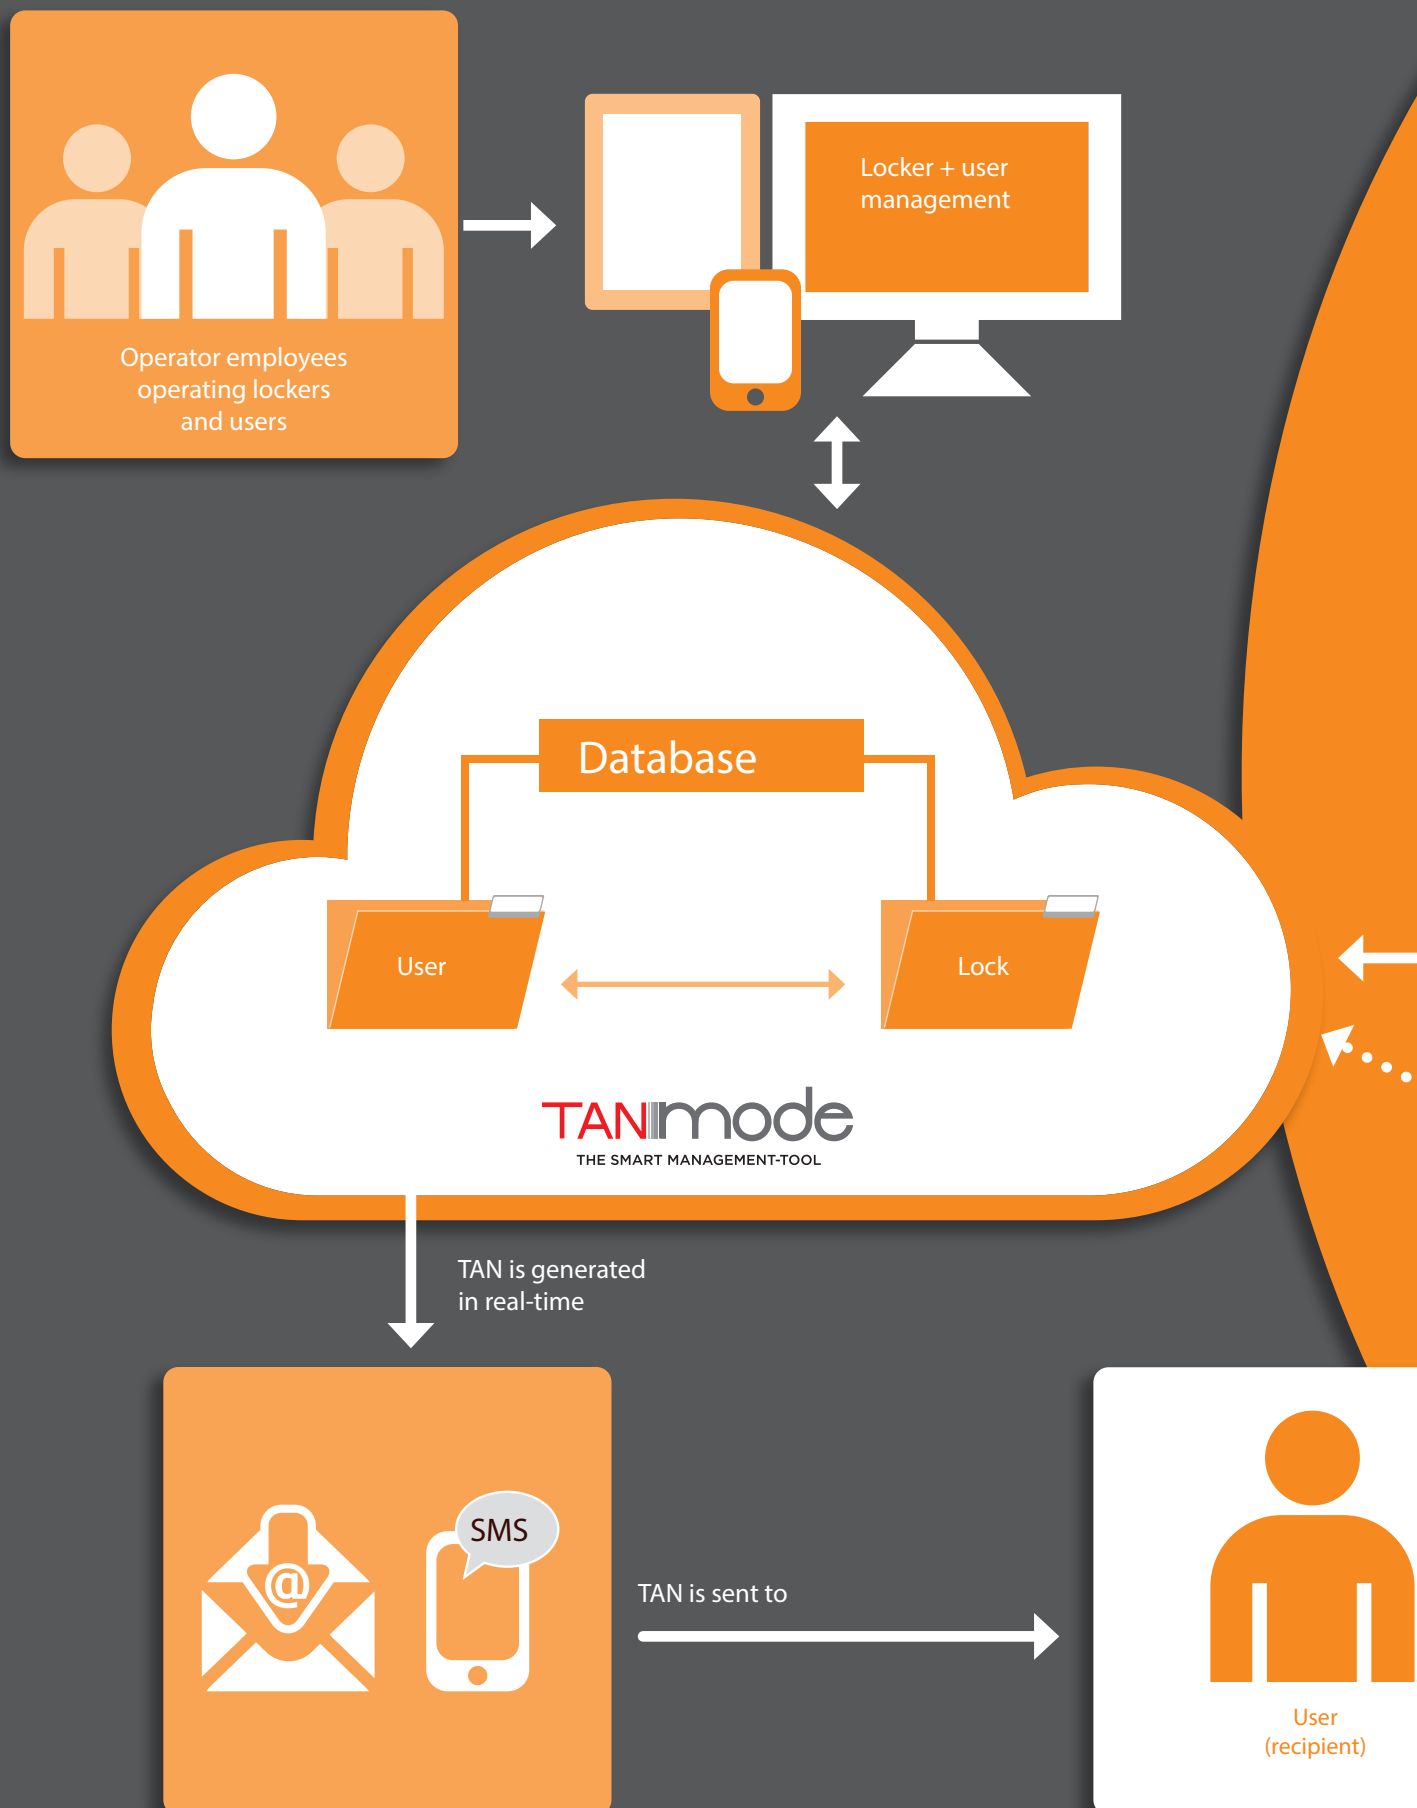 Locker + user
management
Operator employees
operating lockers
and users
Database
User
Lock
TANmode
THE SMART MANAGEMENT-TOOL
TAN is generated
in real-time
@
SMS
TAN is sent to
User
(recipient)